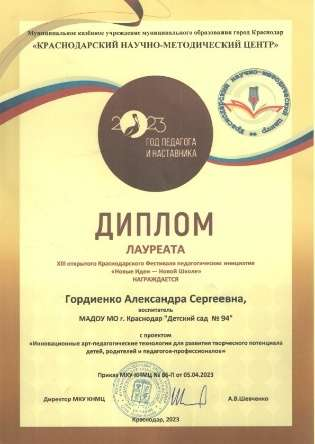 Муниципальное казённое учреждение муниципального образования город Краснодар
«КРАСНОДАРСКИЙ НАУЧНО-МЕТОДИЧЕСКИЙ ЦЕНТР»
Краснодарский научно-методический центр
2023
ГОД ПЕДАГОГА
И НАСТАВНИКА
ДИПЛОМ
ЛАУРЕАТА
XIII открытого Краснодарского Фестиваля педагогических инициатив
«Новые Идеи — Новой Школе»
НАГРАЖДАЕТСЯ
Гордиенко Александра Сергеевна,
воспитатель
МАДОУ МО г. Краснодар "Детский сад № 94"
с проектом
«Инновационные арт-педагогические технологии для развития творческого потенциала
детей, родителей и педагогов-профессионалов»
Приказ МКУ КНМЦ № 86-П от 05.04.2023
Директор МКУ КНМЦ А.В.Шевченко
Краснодар, 2023